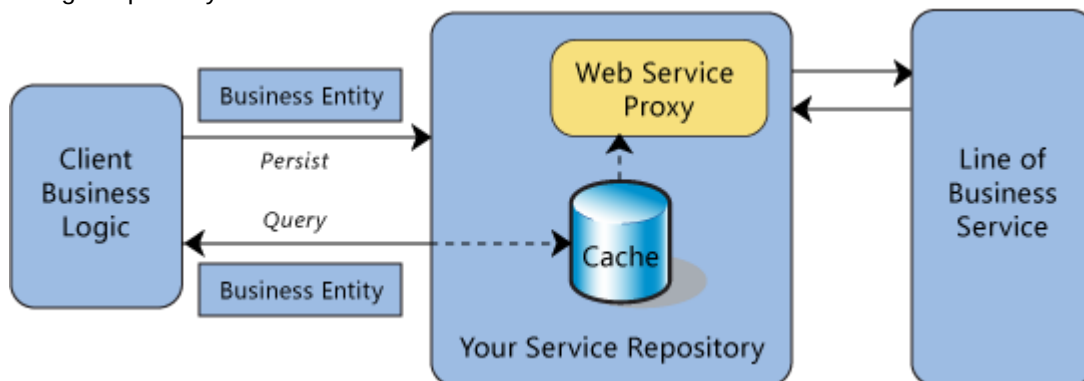 Business Entity
Persist
Client
Business
Logic
Query
Business Entity
Web Service
Proxy
Cache
Your Service Repository
Line of
Business
Service